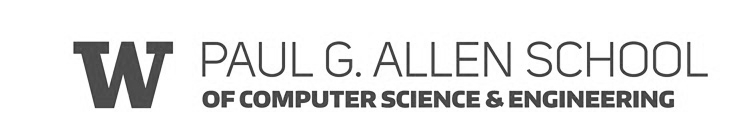 W PAUL G. ALLEN SCHOOL
OF COMPUTER SCIENCE & ENGINEERING